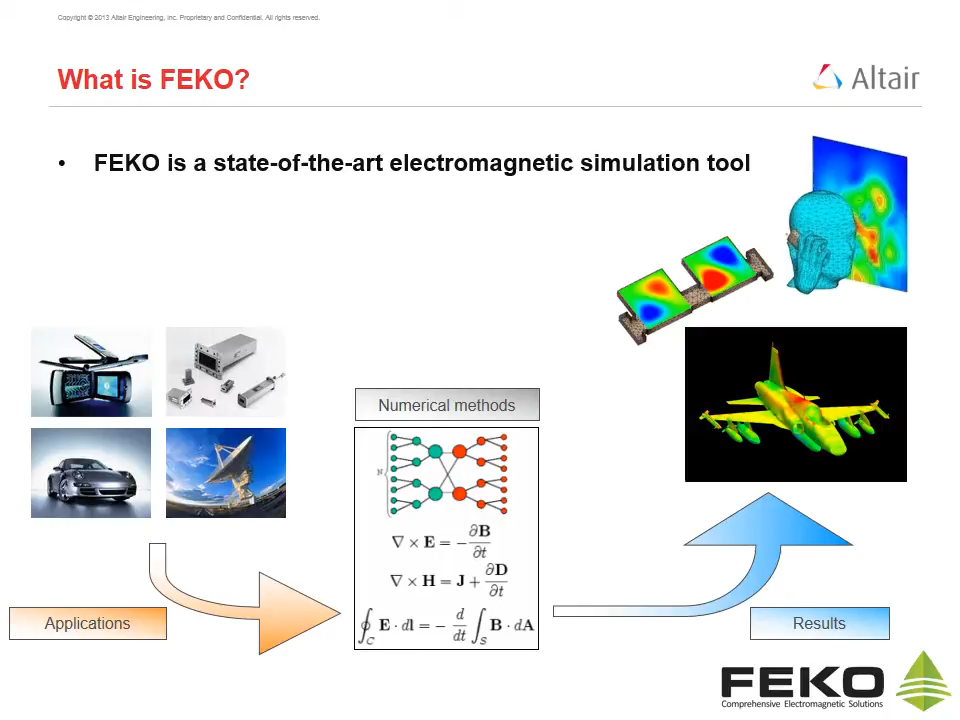 Copyright © 2013 Altair Engineering, Inc. Proprietary and Confidential. All rights reserved.
What is FEKO?
Altair
• FEKO is a state-of-the-art electromagnetic simulation tool
Numerical methods
N
∇ × E = −∂B/∂t
∇ × H = J + ∂D/∂t
∮_C E · dl = − d/dt ∫_S B · dA
Applications
Results
FEKO
Comprehensive Electromagnetic Solutions